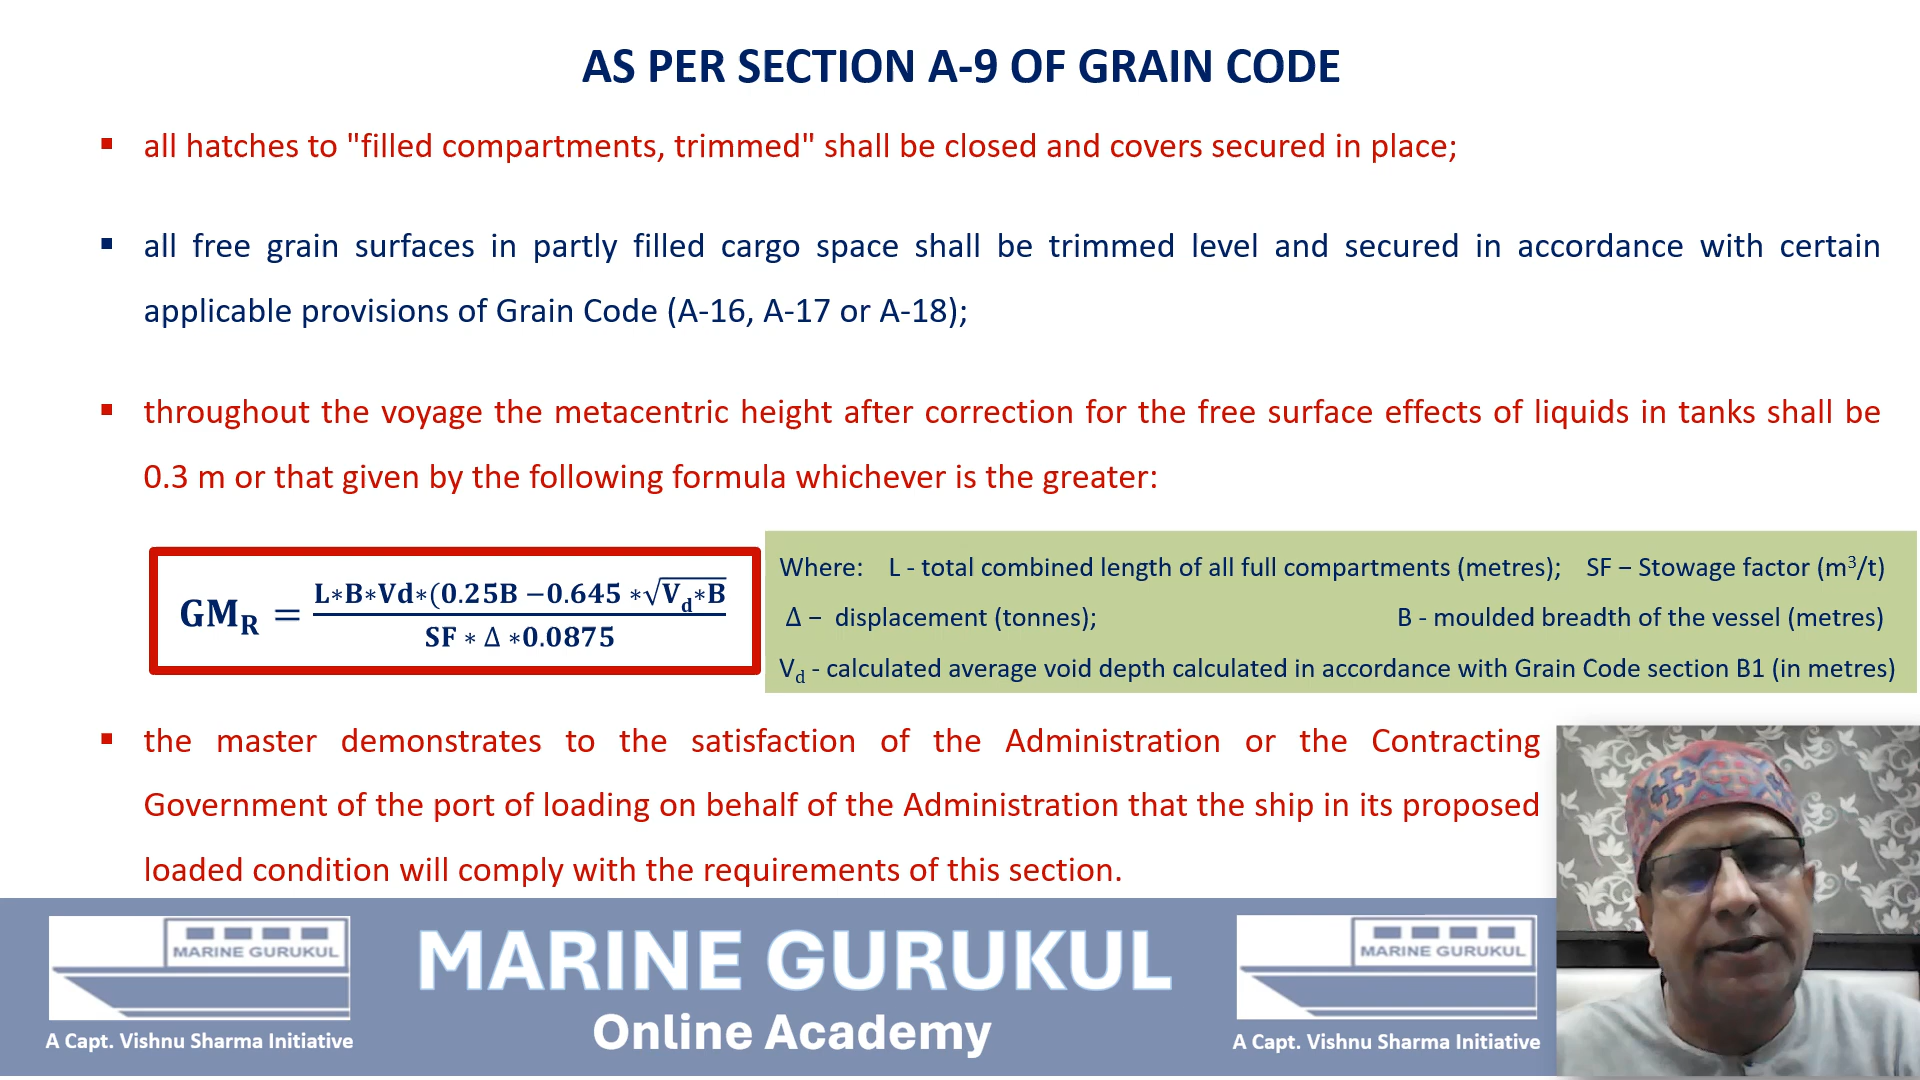 AS PER SECTION A-9 OF GRAIN CODE
▪ all hatches to "filled compartments, trimmed" shall be closed and covers secured in place;
▪ all free grain surfaces in partly filled cargo space shall be trimmed level and secured in accordance with certain
applicable provisions of Grain Code (A-16, A-17 or A-18);
▪ throughout the voyage the metacentric height after correction for the free surface effects of liquids in tanks shall be
0.3 m or that given by the following formula whichever is the greater:
GM_R = L*B*Vd*(0.25B −0.645 *√V_d*B
SF * Δ *0.0875
Where: L - total combined length of all full compartments (metres); SF – Stowage factor (m³/t)
Δ – displacement (tonnes); B - moulded breadth of the vessel (metres)
V_d - calculated average void depth calculated in accordance with Grain Code section B1 (in metres)
▪ the master demonstrates to the satisfaction of the Administration or the Contracting
Government of the port of loading on behalf of the Administration that the ship in its proposed
loaded condition will comply with the requirements of this section.
MARINE GURUKUL
A Capt. Vishnu Sharma Initiative
MARINE GURUKUL
Online Academy
MARINE GURUKUL
A Capt. Vishnu Sharma Initiative